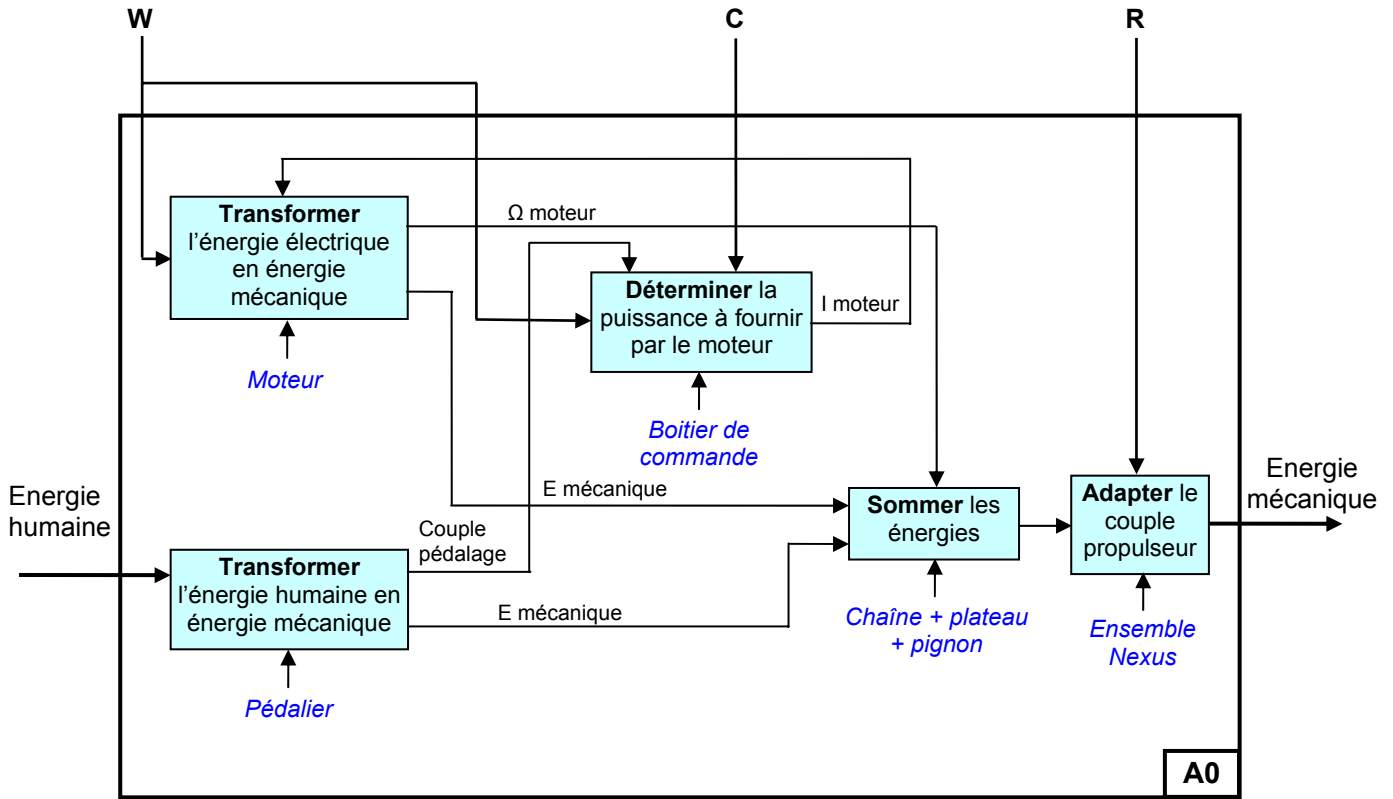 W
C
R
Transformer
l'énergie électrique
en énergie
mécanique
Moteur
Ω moteur
Déterminer la
puissance à fournir
par le moteur
I moteur
Boitier de
commande
Energie
humaine
E mécanique
Couple
pédalage
Transformer
l'énergie humaine en
énergie mécanique
E mécanique
Pédalier
Sommer les
énergies
Chaîne + plateau
+ pignon
Adapter le
couple
propulseur
Ensemble
Nexus
Energie
mécanique
A0